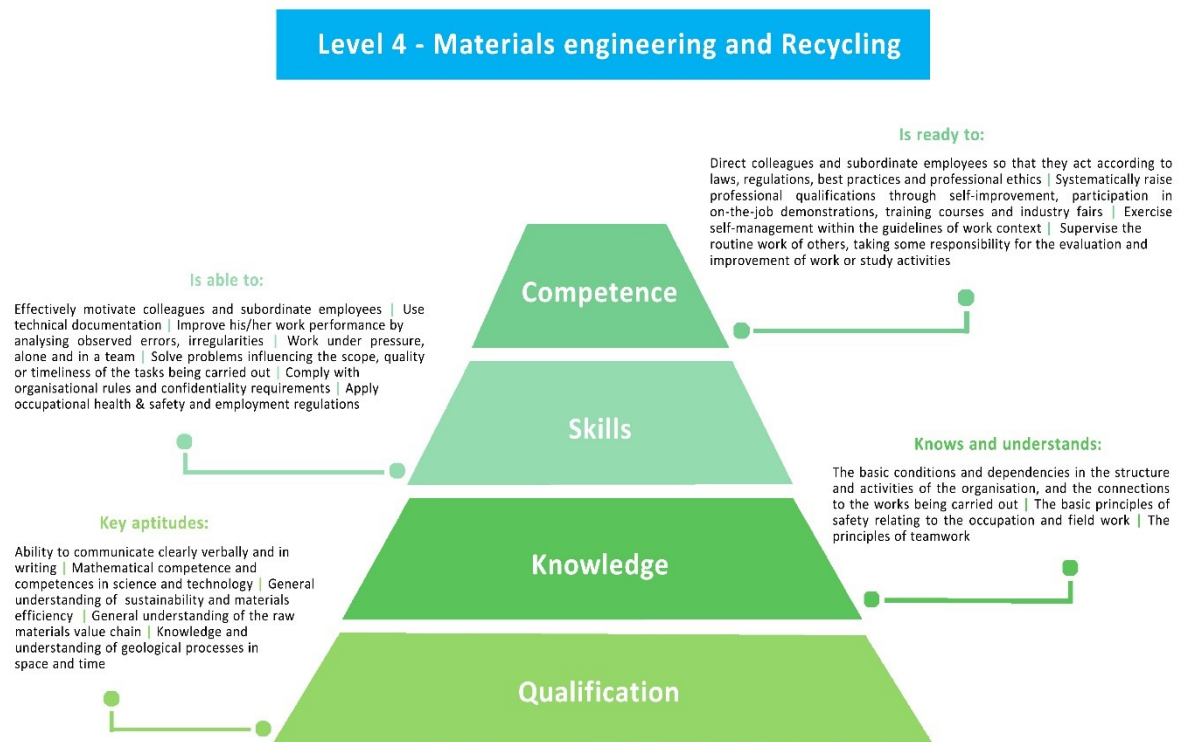 Level 4 - Materials engineering and Recycling
Is ready to:
Direct colleagues and subordinate employees so that they act according to
laws, regulations, best practices and professional ethics | Systematically raise
professional qualifications through self-improvement, participation in
on-the-job demonstrations, training courses and industry fairs | Exercise
self-management within the guidelines of work context | Supervise the
routine work of others, taking some responsibility for the evaluation and
improvement of work or study activities
Competence
Is able to:
Effectively motivate colleagues and subordinate employees | Use
technical documentation | Improve his/her work performance by
analysing observed errors, irregularities | Work under pressure,
alone and in a team | Solve problems influencing the scope, quality
or timeliness of the tasks being carried out | Comply with
organisational rules and confidentiality requirements | Apply
occupational health & safety and employment regulations
Skills
Knows and understands:
The basic conditions and dependencies in the structure
and activities of the organisation, and the connections
to the works being carried out | The basic principles of
safety relating to the occupation and field work | The
principles of teamwork
Knowledge
Key aptitudes:
Ability to communicate clearly verbally and in
writing | Mathematical competence and
competences in science and technology | General
understanding of sustainability and materials
efficiency | General understanding of the raw
materials value chain | Knowledge and
understanding of geological processes in
space and time
Qualification